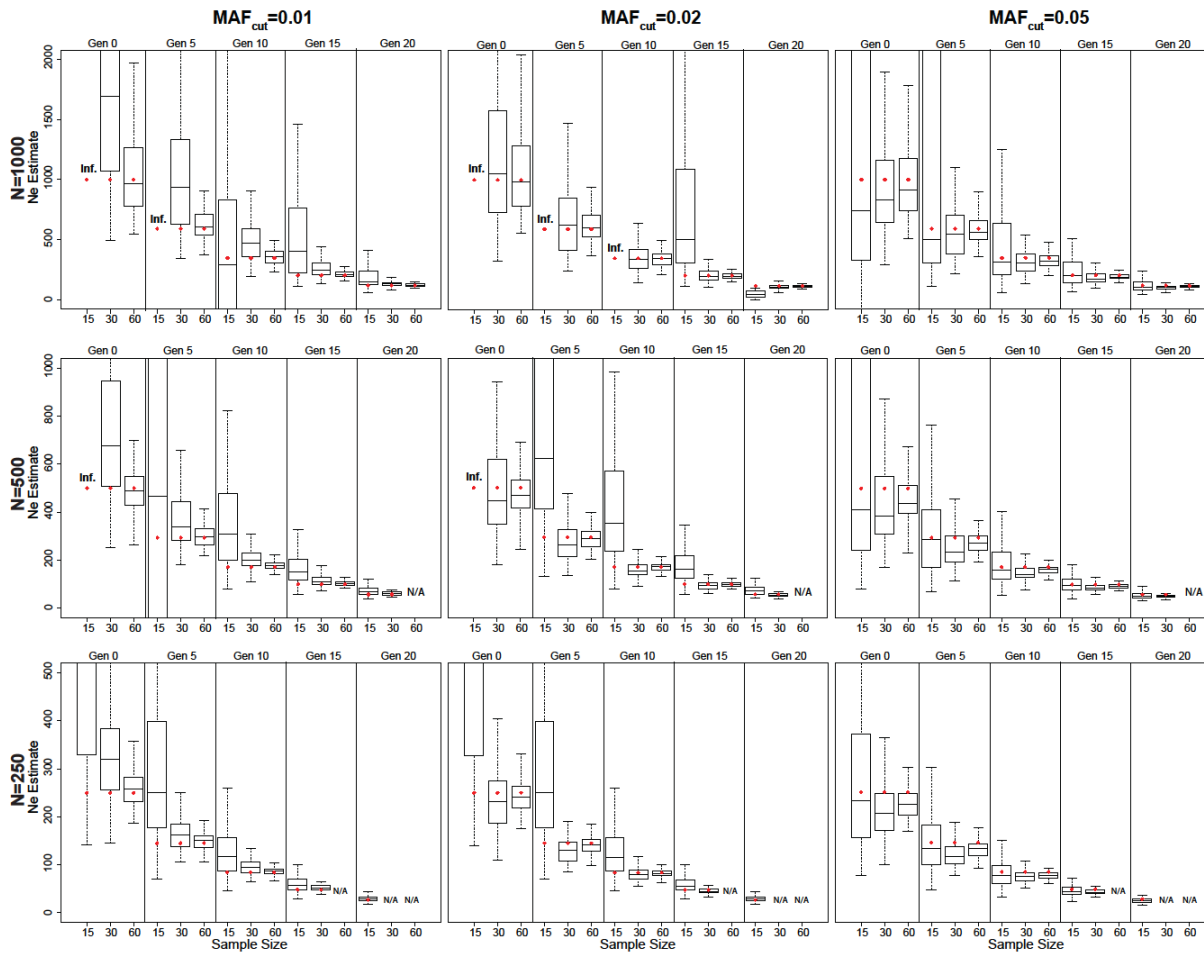 MAFcut=0.01 MAFcut=0.02 MAFcut=0.05
Gen 0 Gen 5 Gen 10 Gen 15 Gen 20 Gen 0 Gen 5 Gen 10 Gen 15 Gen 20 Gen 0 Gen 5 Gen 10 Gen 15 Gen 20
N=1000
Ne Estimate
2000
1500
1000
500
0
Inf.
Inf.
Inf.
Inf.
Inf.
15 30 60 15 30 60 15 30 60 15 30 60 15 30 60 15 30 60 15 30 60 15 30 60 15 30 60 15 30 60 15 30 60 15 30 60 15 30 60 15 30 60 15 30 60
Gen 0 Gen 5 Gen 10 Gen 15 Gen 20 Gen 0 Gen 5 Gen 10 Gen 15 Gen 20 Gen 0 Gen 5 Gen 10 Gen 15 Gen 20
N=500
Ne Estimate
1000
800
600
400
200
0
Inf.
Inf.
N/A
N/A
N/A
15 30 60 15 30 60 15 30 60 15 30 60 15 30 60 15 30 60 15 30 60 15 30 60 15 30 60 15 30 60 15 30 60 15 30 60 15 30 60 15 30 60 15 30 60
Gen 0 Gen 5 Gen 10 Gen 15 Gen 20 Gen 0 Gen 5 Gen 10 Gen 15 Gen 20 Gen 0 Gen 5 Gen 10 Gen 15 Gen 20
N=250
Ne Estimate
500
400
300
200
100
0
N/A N/A N/A
N/A N/A N/A N/A N/A N/A
15 30 60 15 30 60 15 30 60 15 30 60 15 30 60 15 30 60 15 30 60 15 30 60 15 30 60 15 30 60 15 30 60 15 30 60 15 30 60 15 30 60 15 30 60
Sample Size Sample Size Sample Size